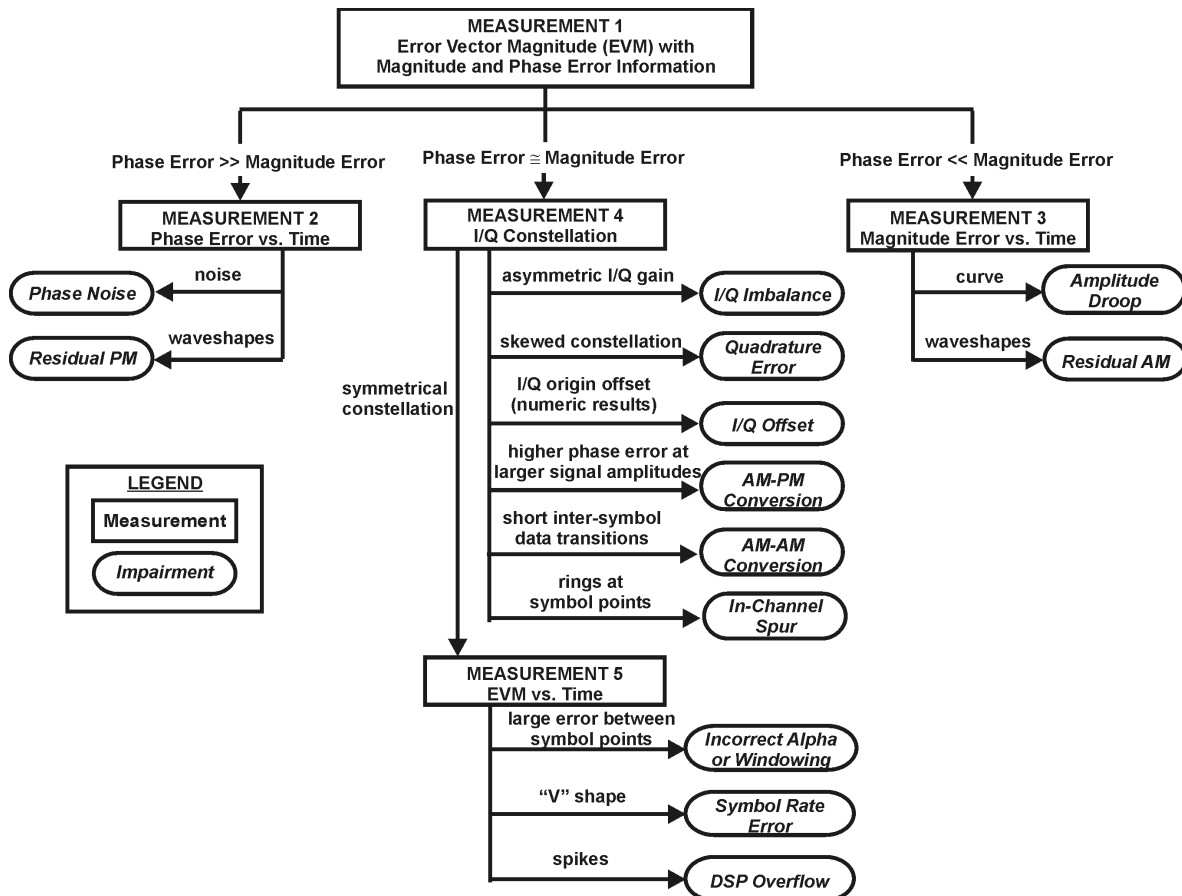 MEASUREMENT 1
Error Vector Magnitude (EVM) with
Magnitude and Phase Error Information
Phase Error >> Magnitude Error
Phase Error ≅ Magnitude Error
Phase Error << Magnitude Error
MEASUREMENT 2
Phase Error vs. Time
MEASUREMENT 4
I/Q Constellation
MEASUREMENT 3
Magnitude Error vs. Time
noise
Phase Noise
waveshapes
Residual PM
asymmetric I/Q gain
I/Q Imbalance
skewed constellation
Quadrature
Error
I/Q origin offset
(numeric results)
I/Q Offset
higher phase error at
larger signal amplitudes
AM-PM
Conversion
short inter-symbol
data transitions
AM-AM
Conversion
rings at
symbol points
In-Channel
Spur
curve
Amplitude
Droop
waveshapes
Residual AM
symmetrical
constellation
LEGEND
Measurement
Impairment
MEASUREMENT 5
EVM vs. Time
large error between
symbol points
Incorrect Alpha
or Windowing
“V” shape
Symbol Rate
Error
spikes
DSP Overflow